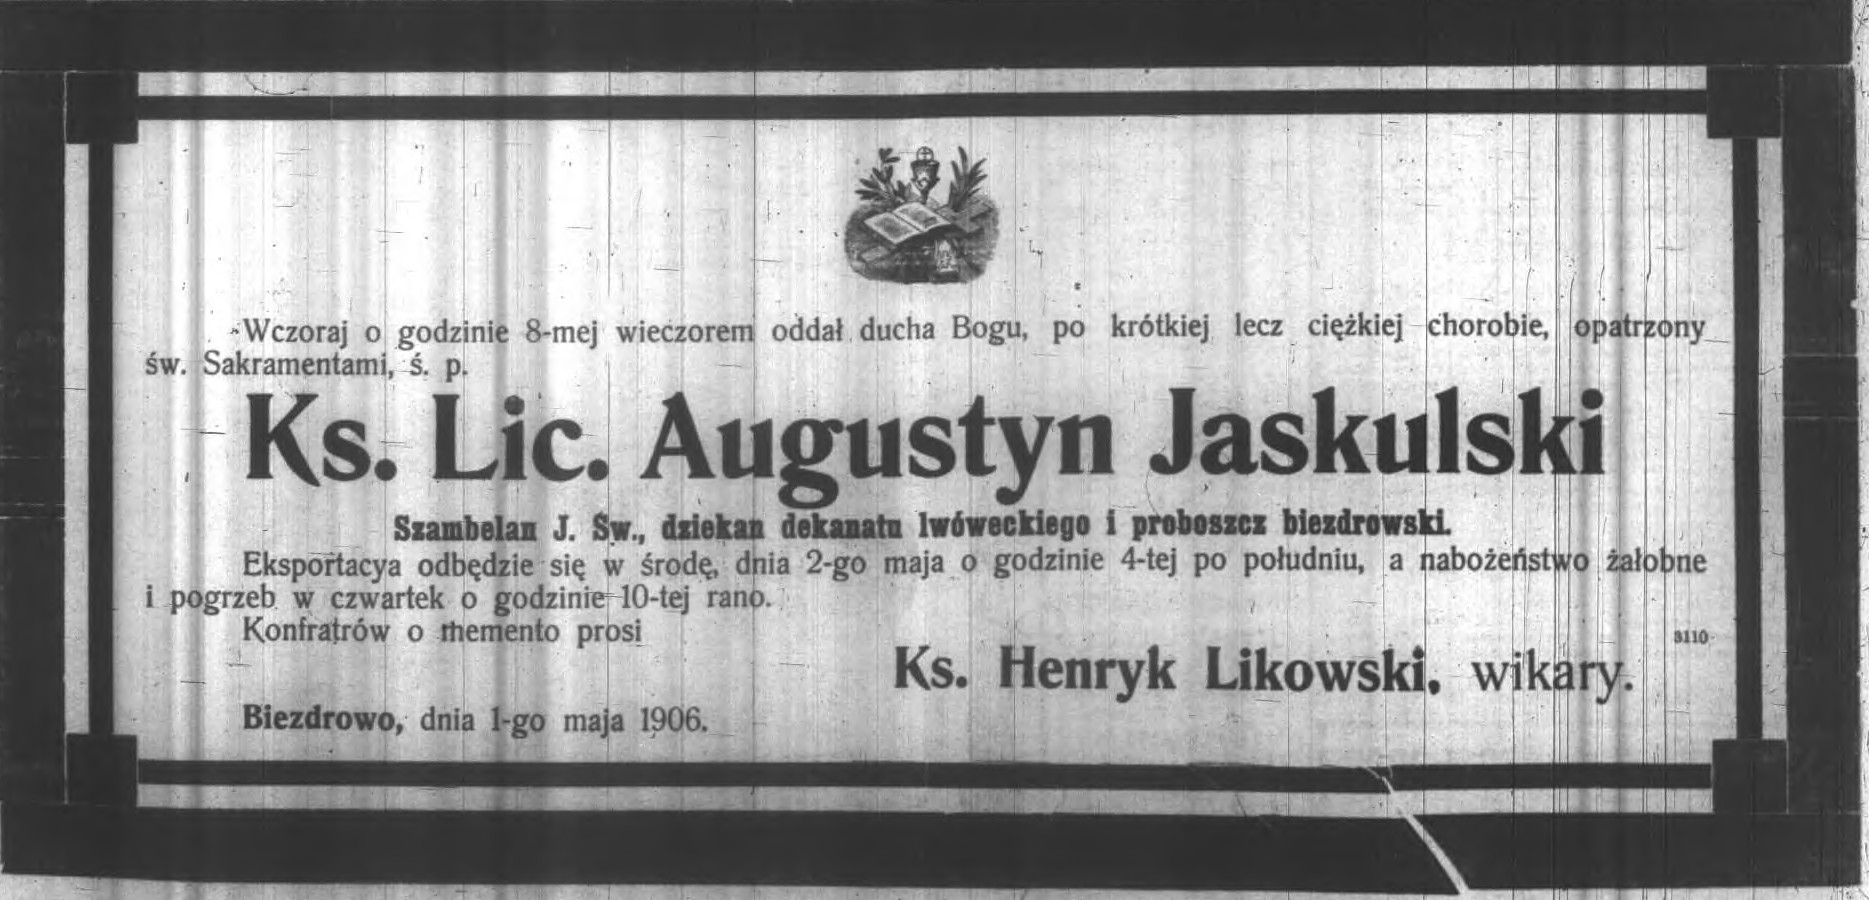 Wczoraj o godzinie 8-mej wieczorem oddał ducha Bogu, po krótkiej lecz ciężkiej chorobie, opatrzony
św. Sakramentami, ś. p.
Ks. Lic. Augustyn Jaskulski
Szambelan J. Św., dziekan dekanatu lwóweckiego i proboszcz biezdrowski.
Eksportacya odbędzie się w środę, dnia 2-go maja o godzinie 4-tej po południu, a nabożeństwo żałobne
i pogrzeb w czwartek o godzinie 10-tej rano.
Konfratrów o memento prosi
3110
Ks. Henryk Likowski, wikary.
Biezdrowo, dnia 1-go maja 1906.